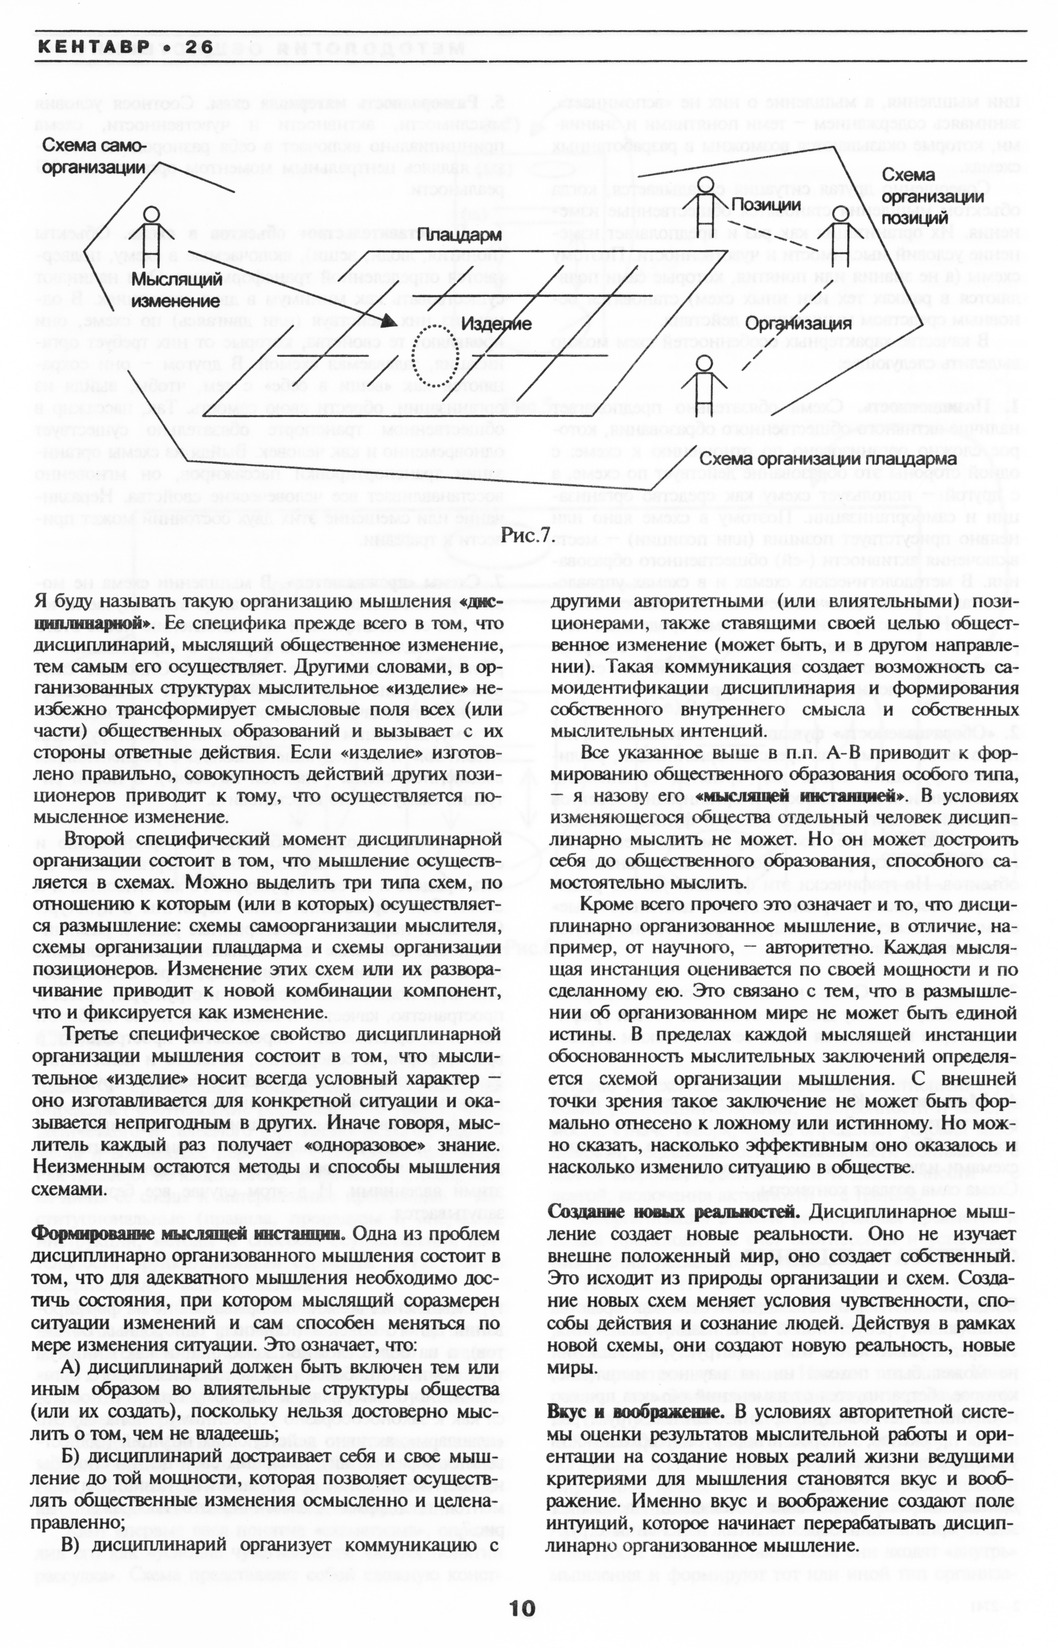 КЕНТАВР • 26
Схема само-
организации
Плацдарм
Мыслящий
изменение
Изделие
Позиции
Схема
организации
позиций
Организация
Схема организации плацдарма
Рис.7.
Я буду называть такую организацию мышления «дис-
циплинарной». Ее специфика прежде всего в том, что
дисциплинарий, мыслящий общественное изменение,
тем самым его осуществляет. Другими словами, в ор-
ганизованных структурах мыслительное «изделие» не-
избежно трансформирует смысловые поля всех (или
части) общественных образований и вызывает с их
стороны ответные действия. Если «изделие» изготов-
лено правильно, совокупность действий других пози-
ционеров приводит к тому, что осуществляется по-
мысленное изменение.
Второй специфический момент дисциплинарной
организации состоит в том, что мышление осуществ-
ляется в схемах. Можно выделить три типа схем, по
отношению к которым (или в которых) осуществляет-
ся размышление: схемы самоорганизации мыслителя,
схемы организации плацдарма и схемы организации
позиционеров. Изменение этих схем или их развора-
чивание приводит к новой комбинации компонент,
что и фиксируется как изменение.
Третье специфическое свойство дисциплинарной
организации мышления состоит в том, что мысли-
тельное «изделие» носит всегда условный характер —
оно изготавливается для конкретной ситуации и ока-
зывается непригодным в других. Иначе говоря, мыс-
литель каждый раз получает «одноразовое» знание.
Неизменным остаются методы и способы мышления
схемами.
Формирование мыслящей инстанции. Одна из проблем
дисциплинарно организованного мышления состоит в
том, что для адекватного мышления необходимо дос-
тичь состояния, при котором мыслящий соразмерен
ситуации изменений и сам способен меняться по
мере изменения ситуации. Это означает, что:
А) дисциплинарий должен быть включен тем или
иным образом во влиятельные структуры общества
(или их создать), поскольку нельзя достоверно мыс-
лить о том, чем не владеешь;
Б) дисциплинарий достраивает себя и свое мыш-
ление до той мощности, которая позволяет осуществ-
лять общественные изменения осмысленно и целена-
правленно;
В) дисциплинарий организует коммуникацию с
другими авторитетными (или влиятельными) пози-
ционерами, также ставящими своей целью общест-
венное изменение (может быть, и в другом направле-
нии). Такая коммуникация создает возможность са-
моидентификации дисциплинария и формирования
собственного внутреннего смысла и собственных
мыслительных интенций.
Все указанное выше в п.п. А-В приводит к фор-
мированию общественного образования особого типа,
— я назову его «мыслящей инстанцией». В условиях
изменяющегося общества отдельный человек дисцип-
линарно мыслить не может. Но он может достроить
себя до общественного образования, способного са-
мостоятельно мыслить.
Кроме всего прочего это означает и то, что дисци-
плинарно организованное мышление, в отличие, на-
пример, от научного, — авторитетно. Каждая мысля-
щая инстанция оценивается по своей мощности и по
сделанному ею. Это связано с тем, что в размышле-
нии об организованном мире не может быть единой
истины. В пределах каждой мыслящей инстанции
обоснованность мыслительных заключений определя-
ется схемой организации мышления. С внешней
точки зрения такое заключение не может быть фор-
мально отнесено к ложному или истинному. Но мож-
но сказать, насколько эффективным оно оказалось и
насколько изменило ситуацию в обществе.
Создание новых реальностей. Дисциплинарное мыш-
ление создает новые реальности. Оно не изучает
внешне положенный мир, но создает собственный.
Это исходит из природы организации и схем. Созда-
ние новых схем меняет условия чувственности, спо-
собы действия и сознание людей. Действуя в рамках
новой схемы, они создают новую реальность, новые
миры.
Вкус и воображение. В условиях авторитетной систе-
мы оценки результатов мыслительной работы и ори-
ентации на создание новых реалий жизни ведущими
критериями для мышления становятся вкус и вооб-
ражение. Именно вкус и воображение создают поле
интуиций, которое начинает перерабатывать дисцип-
линарно организованное мышление.
10